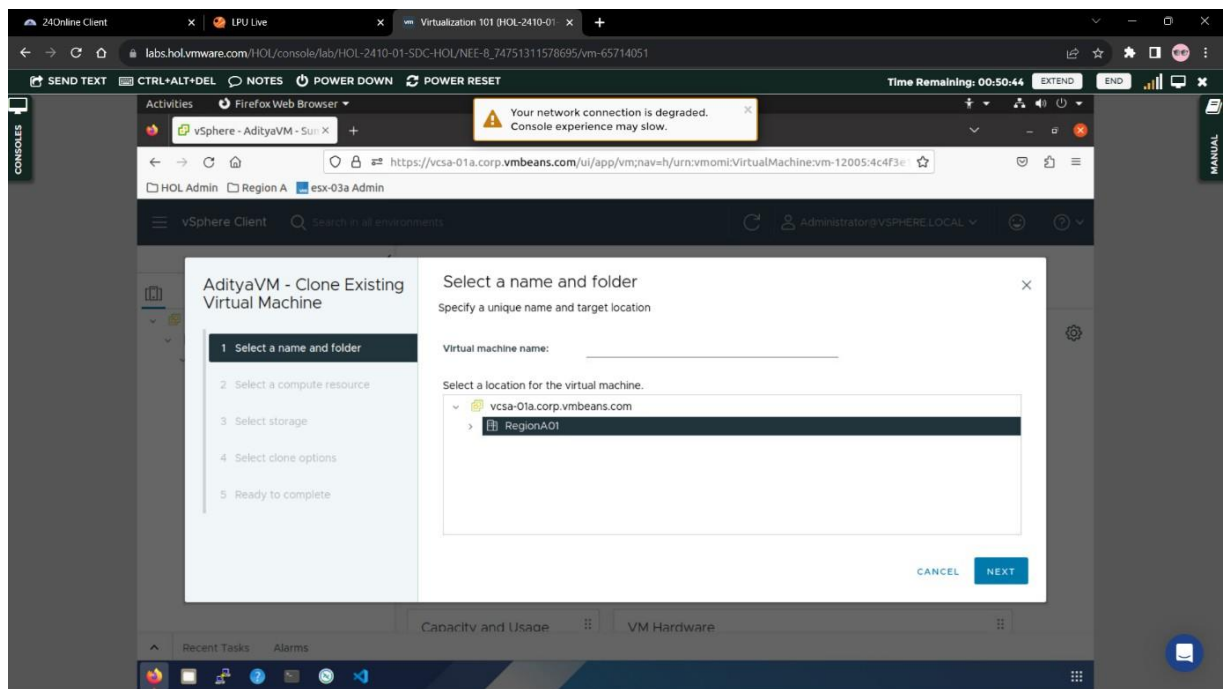 24Online Client
LPU Live
Virtualization 101 (HOL-2410-01-
labs.hol.vmware.com/HOL/console/lab/HOL-2410-01-SDC-HOL/NEE-8_74751311578695/vm-65714051
SEND TEXT CTRL+ALT+DEL NOTES POWER DOWN POWER RESET Time Remaining: 00:50:44 EXTEND END
CONSOLES
MANUAL
Activities Firefox Web Browser
Your network connection is degraded.
Console experience may slow.
vSphere - AdityaVM - Sum
https://vcsa-01a.corp.vmbeans.com/ui/app/vm;nav=h/urn:vmomi:VirtualMachine:vm-12005:4c4f3e
HOL Admin Region A esx-03a Admin
vSphere Client Search in all environments Administrator@VSPHERE.LOCAL
AdityaVM - Clone Existing
Virtual Machine
1 Select a name and folder
2 Select a compute resource
3 Select storage
4 Select clone options
5 Ready to complete
Select a name and folder
Specify a unique name and target location
Virtual machine name:
Select a location for the virtual machine.
vcsa-01a.corp.vmbeans.com
RegionA01
CANCEL NEXT
Capacity and Usage VM Hardware
Recent Tasks Alarms